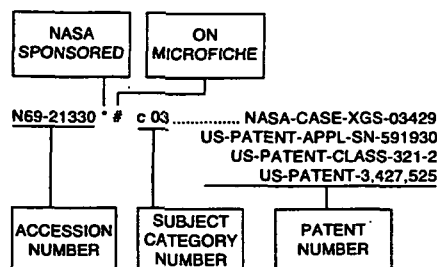 NASA SPONSORED
ON MICROFICHE
N69-21330 * # c 03 ............... NASA-CASE-XGS-03429
US-PATENT-APPL-SN-591930
US-PATENT-CLASS-321-2
US-PATENT-3,427,525
ACCESSION NUMBER
SUBJECT CATEGORY NUMBER
PATENT NUMBER